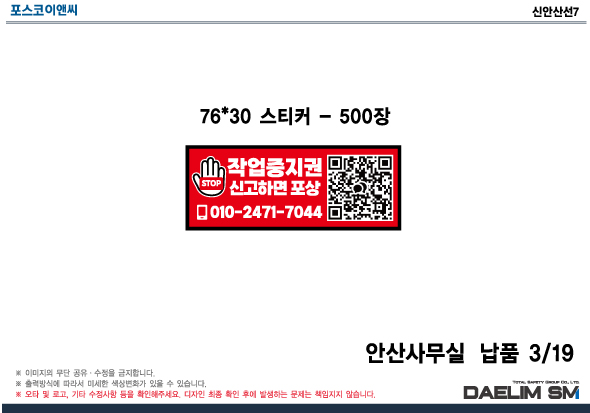 포스코이앤씨
신안산선7
76*30 스티커 - 500장
STOP
작업중지권
신고하면 포상
010-2471-7044
안산사무실 납품 3/19
※ 이미지의 무단 공유·수정을 금지합니다.
※ 출력방식에 따라서 미세한 색상변화가 있을 수 있습니다.
※ 오타 및 로고, 기타 수정사항 등을 확인해주세요. 디자인 최종 확인 후에 발생하는 문제는 책임지지 않습니다.
Total Safety Group Co., Ltd.
DAELIM SM